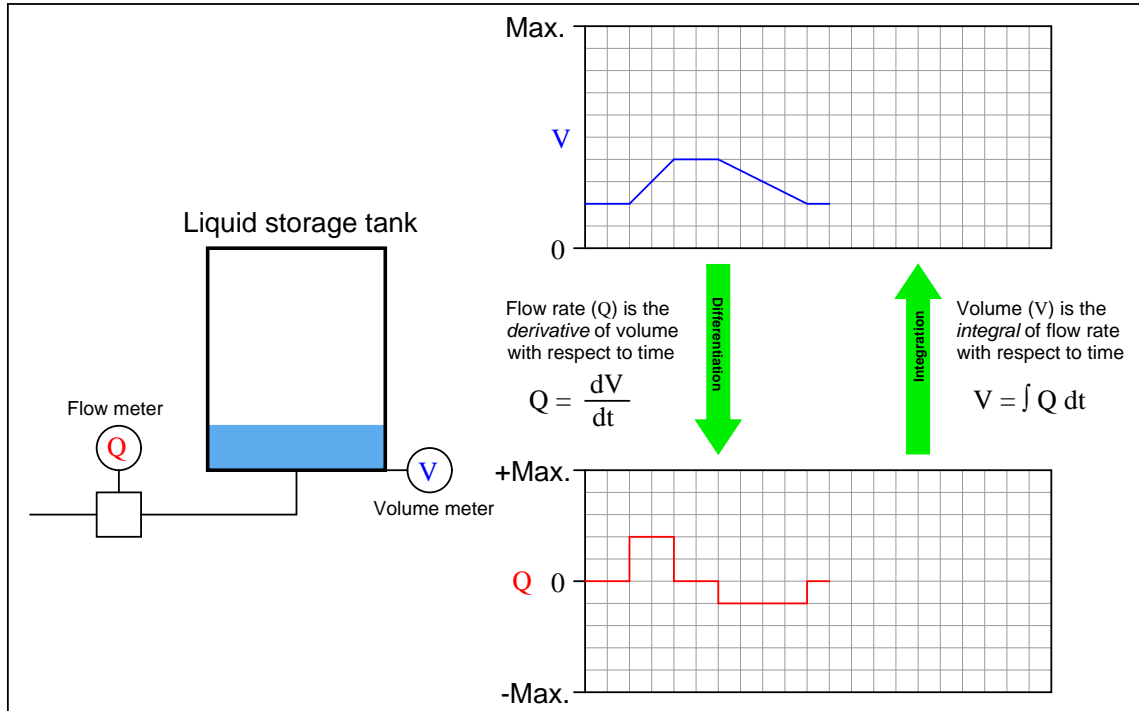 Max.
V
0
Liquid storage tank
Flow rate (Q) is the
derivative of volume
with respect to time
Q = dV
dt
Differentiation
Integration
Volume (V) is the
integral of flow rate
with respect to time
V = ∫ Q dt
Flow meter
Q
V
Volume meter
+Max.
Q 0
-Max.